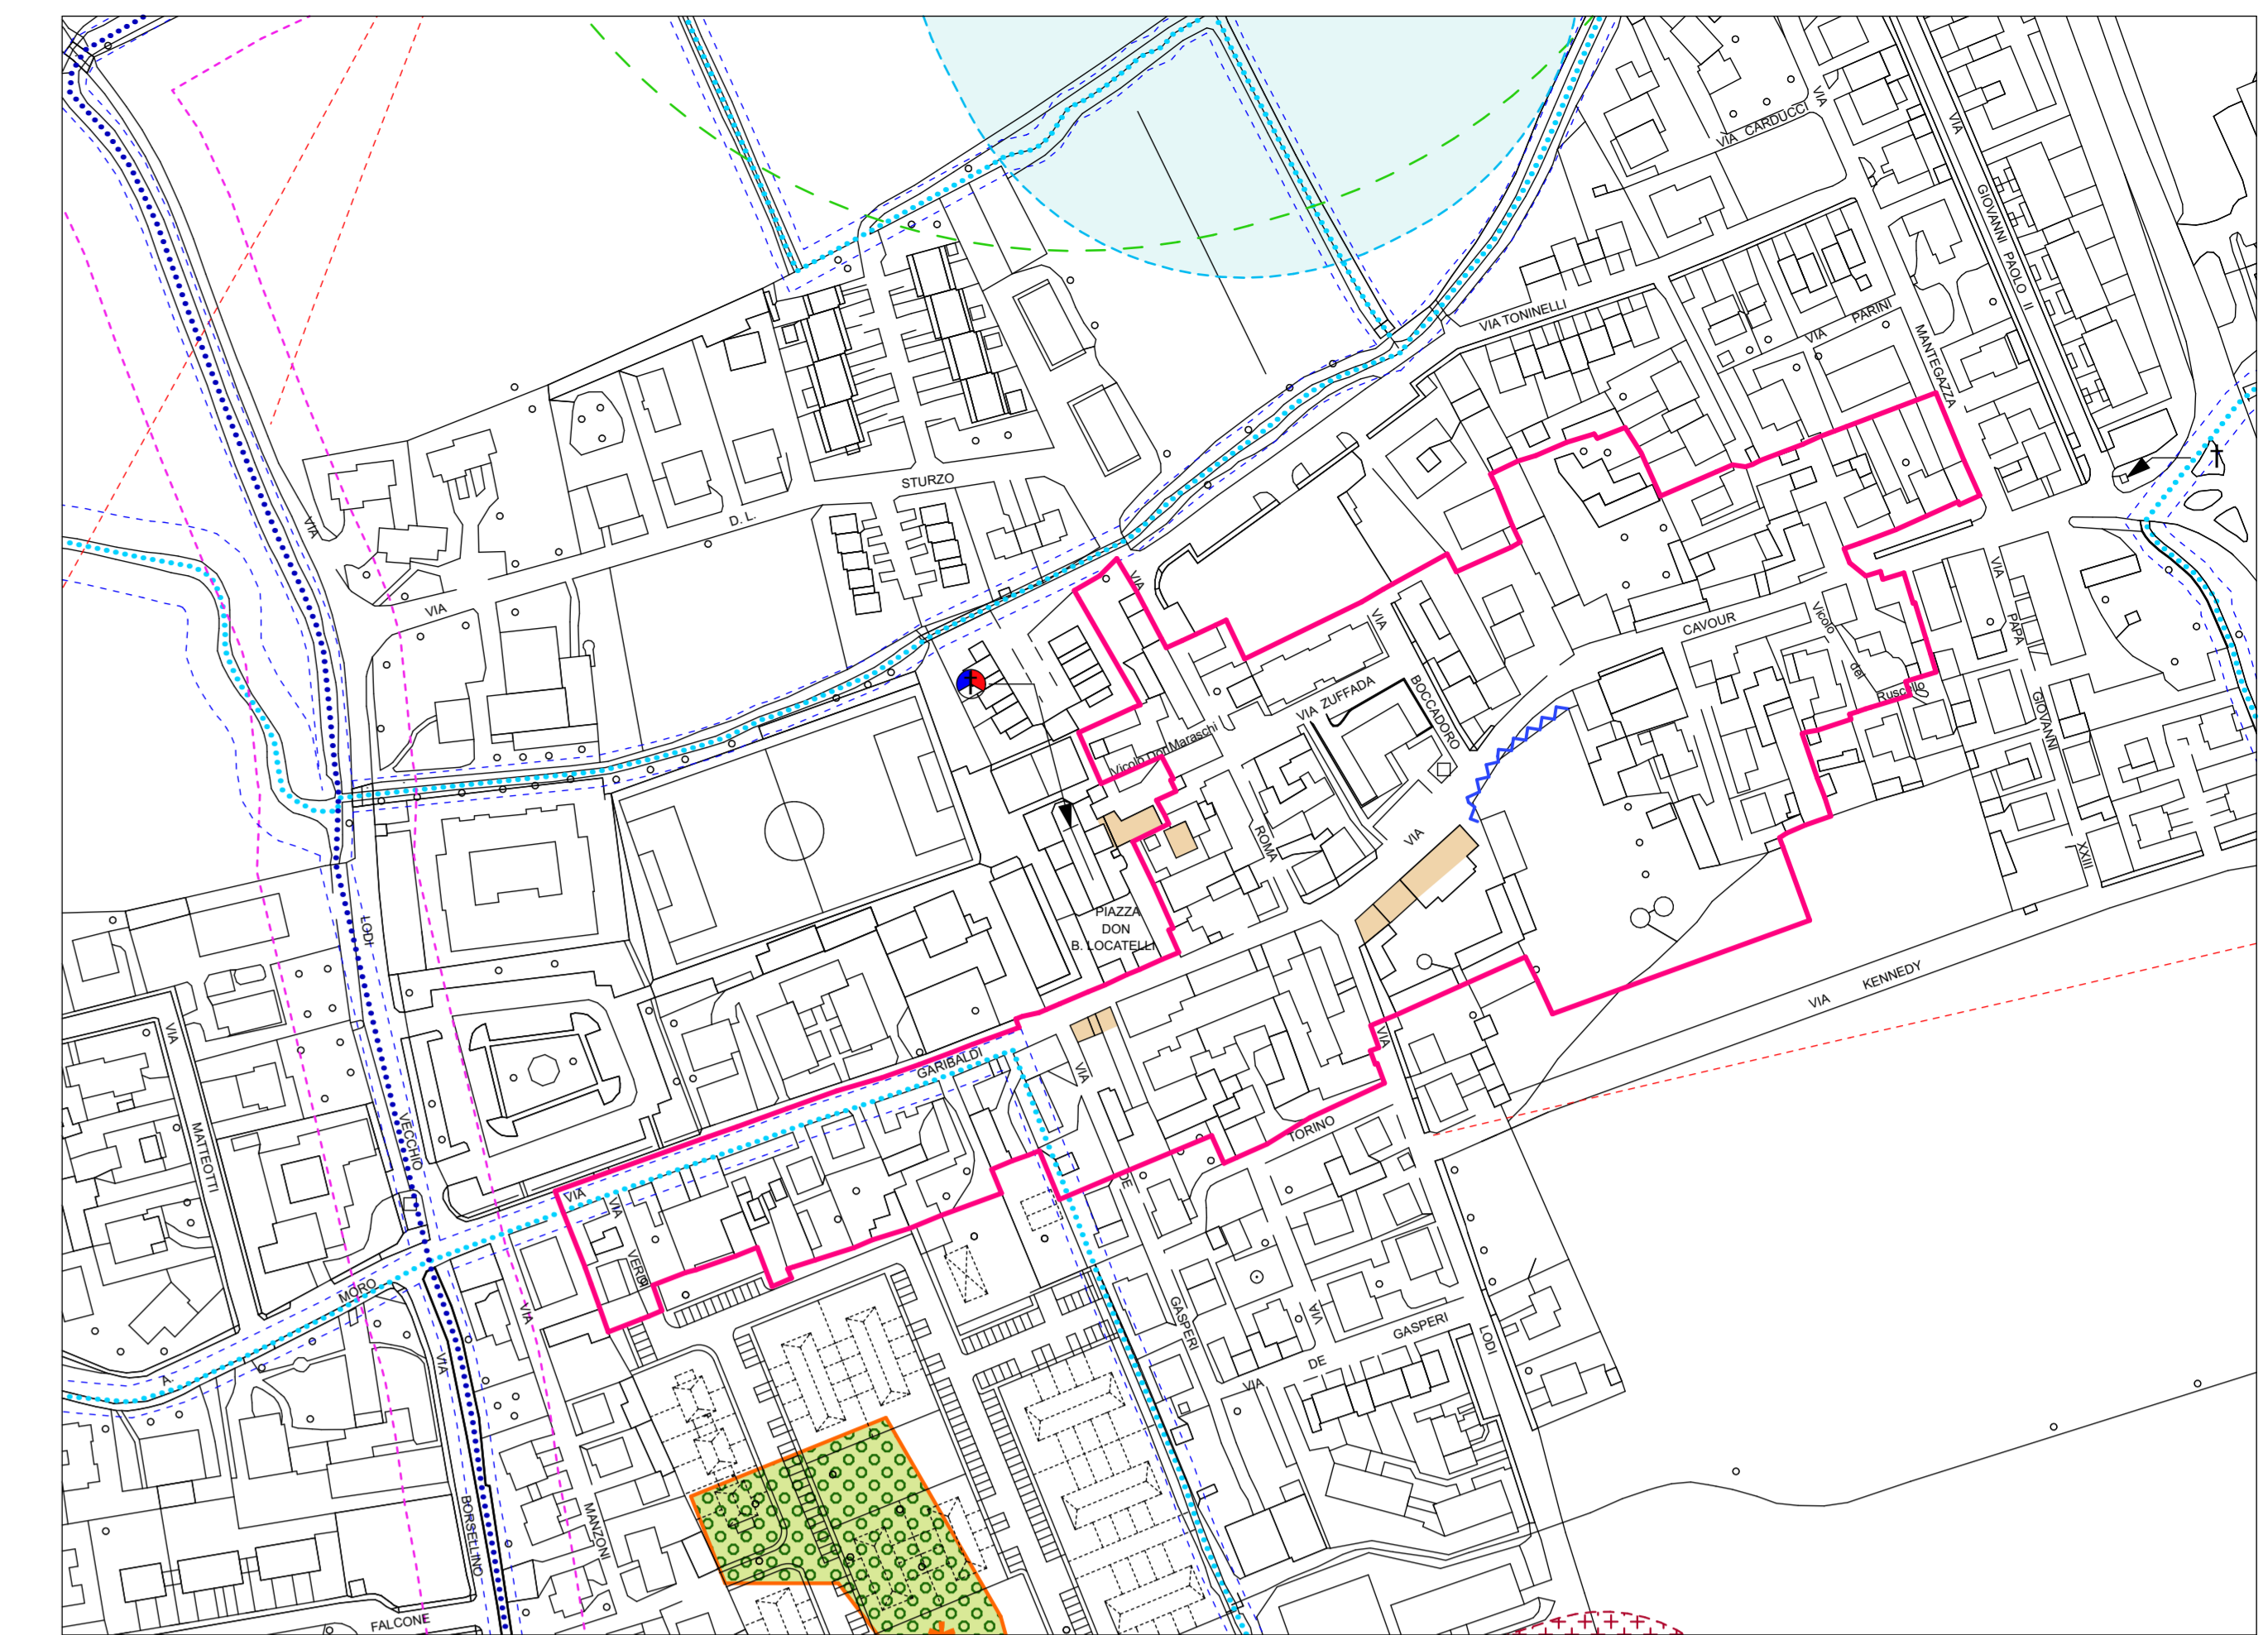 VIA CARDUCCI
VIA
VIA
GIOVANNI PAOLO II
VIA TONINELLI
VIA PARINI
MANTEGAZZA
STURZO
D. L.
VIA
VIA
VIA
VIA
CAVOUR
Vicolo
del
Ruscello
VIA
PAPA
GIOVANNI
XXIII
VIA ZUFFADA
BOCCADORO
Vicolo Don Maraschi
ROMA
VIA
PIAZZA
DON
B. LOCATELLI
LODI
VECCHIO
VIA
MATTEOTTI
VIA KENNEDY
VIA
GARIBALDI
VIA
VIA
DE
GASPERI
TORINO
VIA
LODI
VIA
VERDI
MORO
A.
VIA
BORSELLINO
VIA
MANZONI
VIA
DE
GASPERI
VIA
FALCONE
S